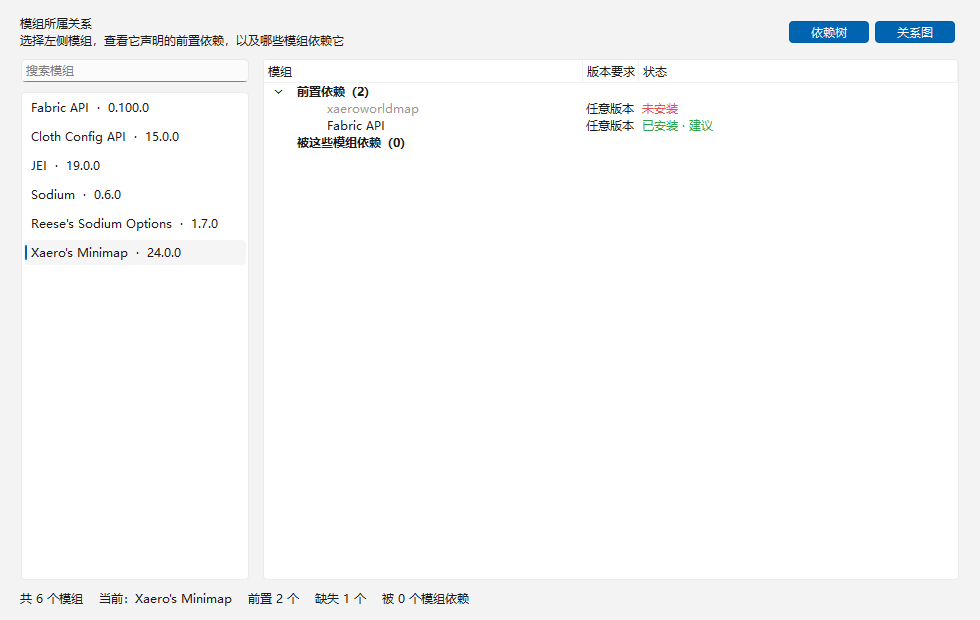 模组所属关系
选择左侧模组，查看它声明的前置依赖，以及哪些模组依赖它
依赖树 关系图
搜索模组
Fabric API · 0.100.0
Cloth Config API · 15.0.0
JEI · 19.0.0
Sodium · 0.6.0
Reese's Sodium Options · 1.7.0
Xaero's Minimap · 24.0.0
模组 版本要求 状态
前置依赖（2）
xaeroworldmap 任意版本 未安装
Fabric API 任意版本 已安装 · 建议
被这些模组依赖（0）
共 6 个模组 当前：Xaero's Minimap 前置 2 个 缺失 1 个 被 0 个模组依赖